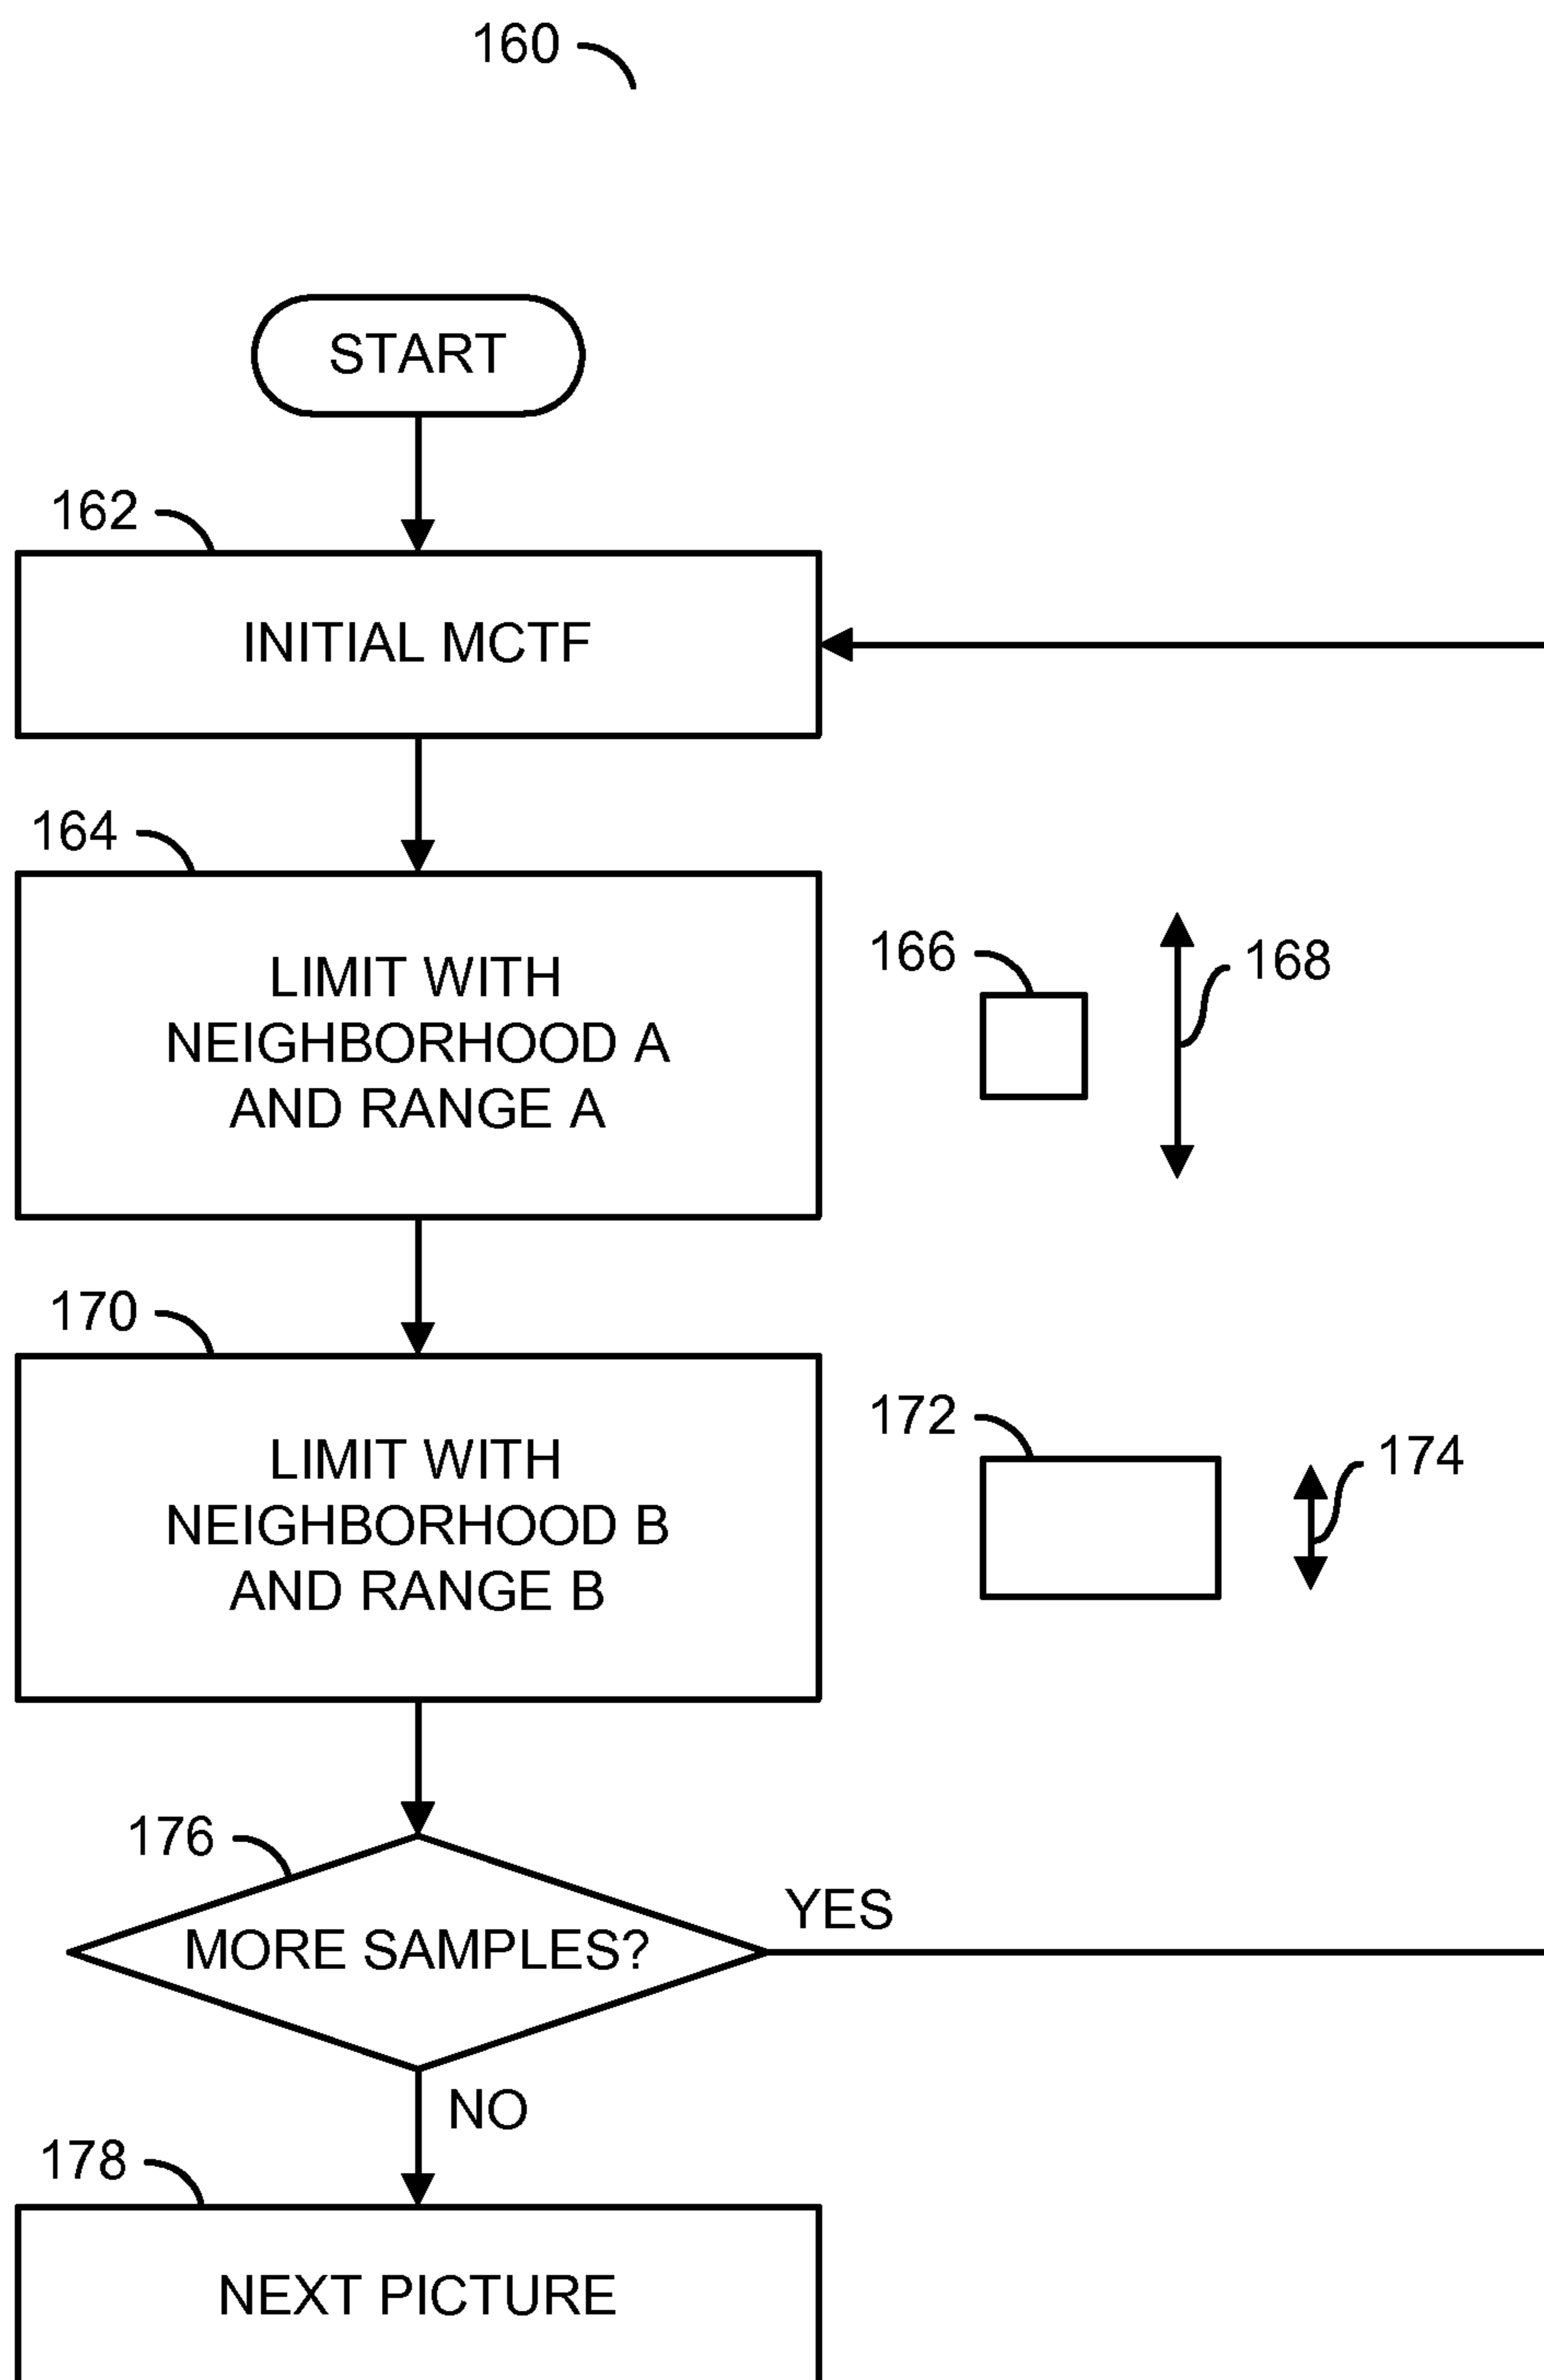 160
START
162
INITIAL MCTF
164
LIMIT WITH
NEIGHBORHOOD A
AND RANGE A
166
168
170
LIMIT WITH
NEIGHBORHOOD B
AND RANGE B
172
174
176
MORE SAMPLES?
YES
NO
178
NEXT PICTURE